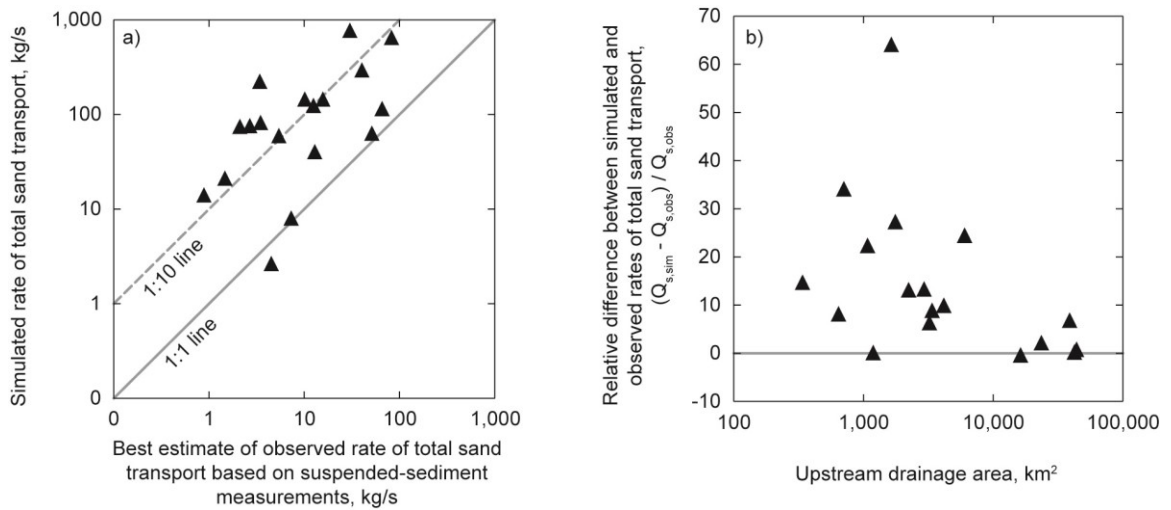 a)
Simulated rate of total sand transport, kg/s
1,000
100
10
1
0
1:10 line
1:1 line
0
1
10
100
1,000
Best estimate of observed rate of total sand
transport based on suspended-sediment
measurements, kg/s
b)
Relative difference between simulated and
observed rates of total sand transport,
(Qs,sim - Qs,obs) / Qs,obs
70
60
50
40
30
20
10
0
-10
100
1,000
10,000
100,000
Upstream drainage area, km²